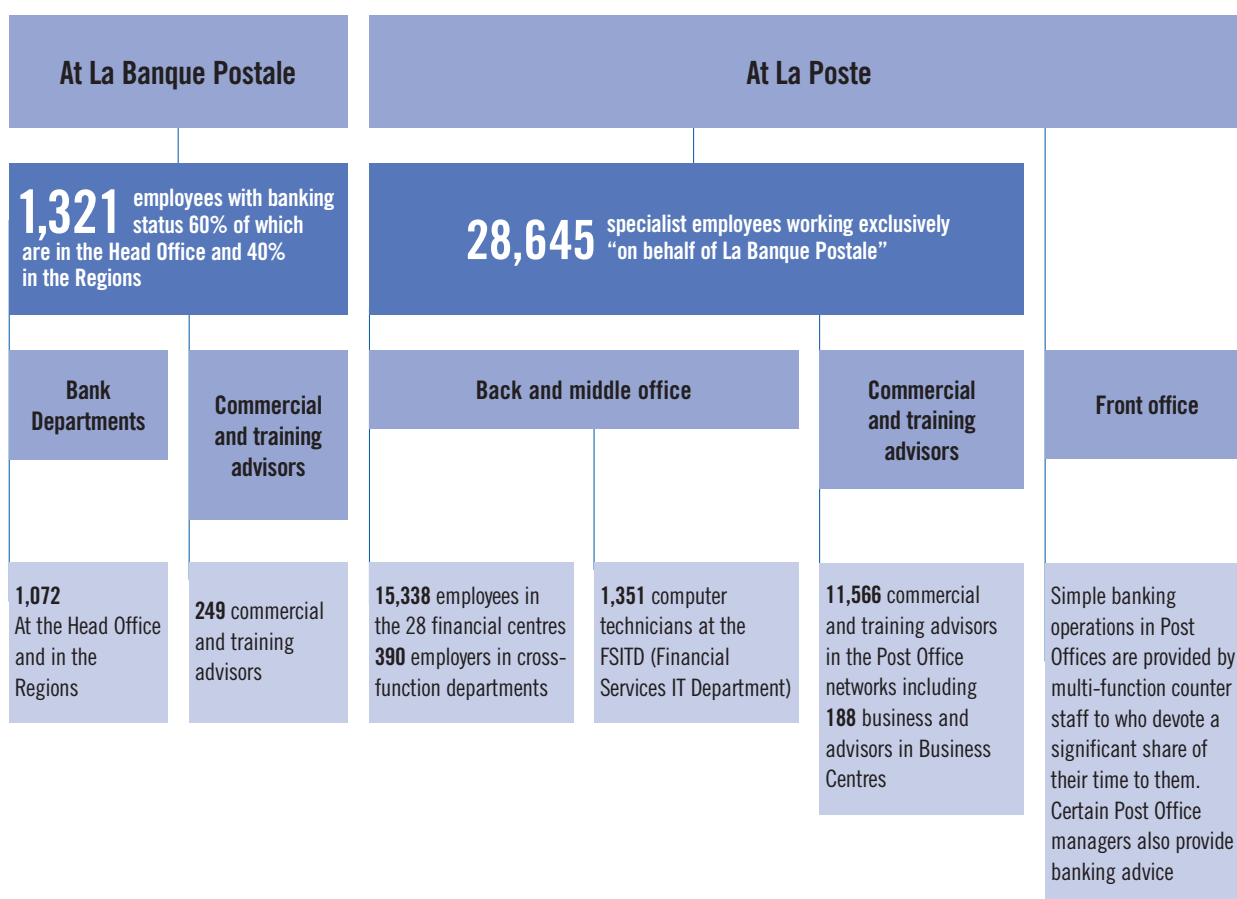 At La Banque Postale
At La Poste
1,321 employees with banking
status 60% of which
are in the Head Office and 40%
in the Regions
28,645 specialist employees working exclusively
“on behalf of La Banque Postale”
Bank
Departments
Commercial
and training
advisors
Back and middle office
Commercial
and training
advisors
Front office
1,072
At the Head Office
and in the
Regions
249 commercial
and training
advisors
15,338 employees in
the 28 financial centres
390 employers in cross-
function departments
1,351 computer
technicians at the
FSITD (Financial
Services IT Department)
11,566 commercial
and training advisors
in the Post Office
networks including
188 business and
advisors in Business
Centres
Simple banking
operations in Post
Offices are provided by
multi-function counter
staff to who devote a
significant share of
their time to them.
Certain Post Office
managers also provide
banking advice